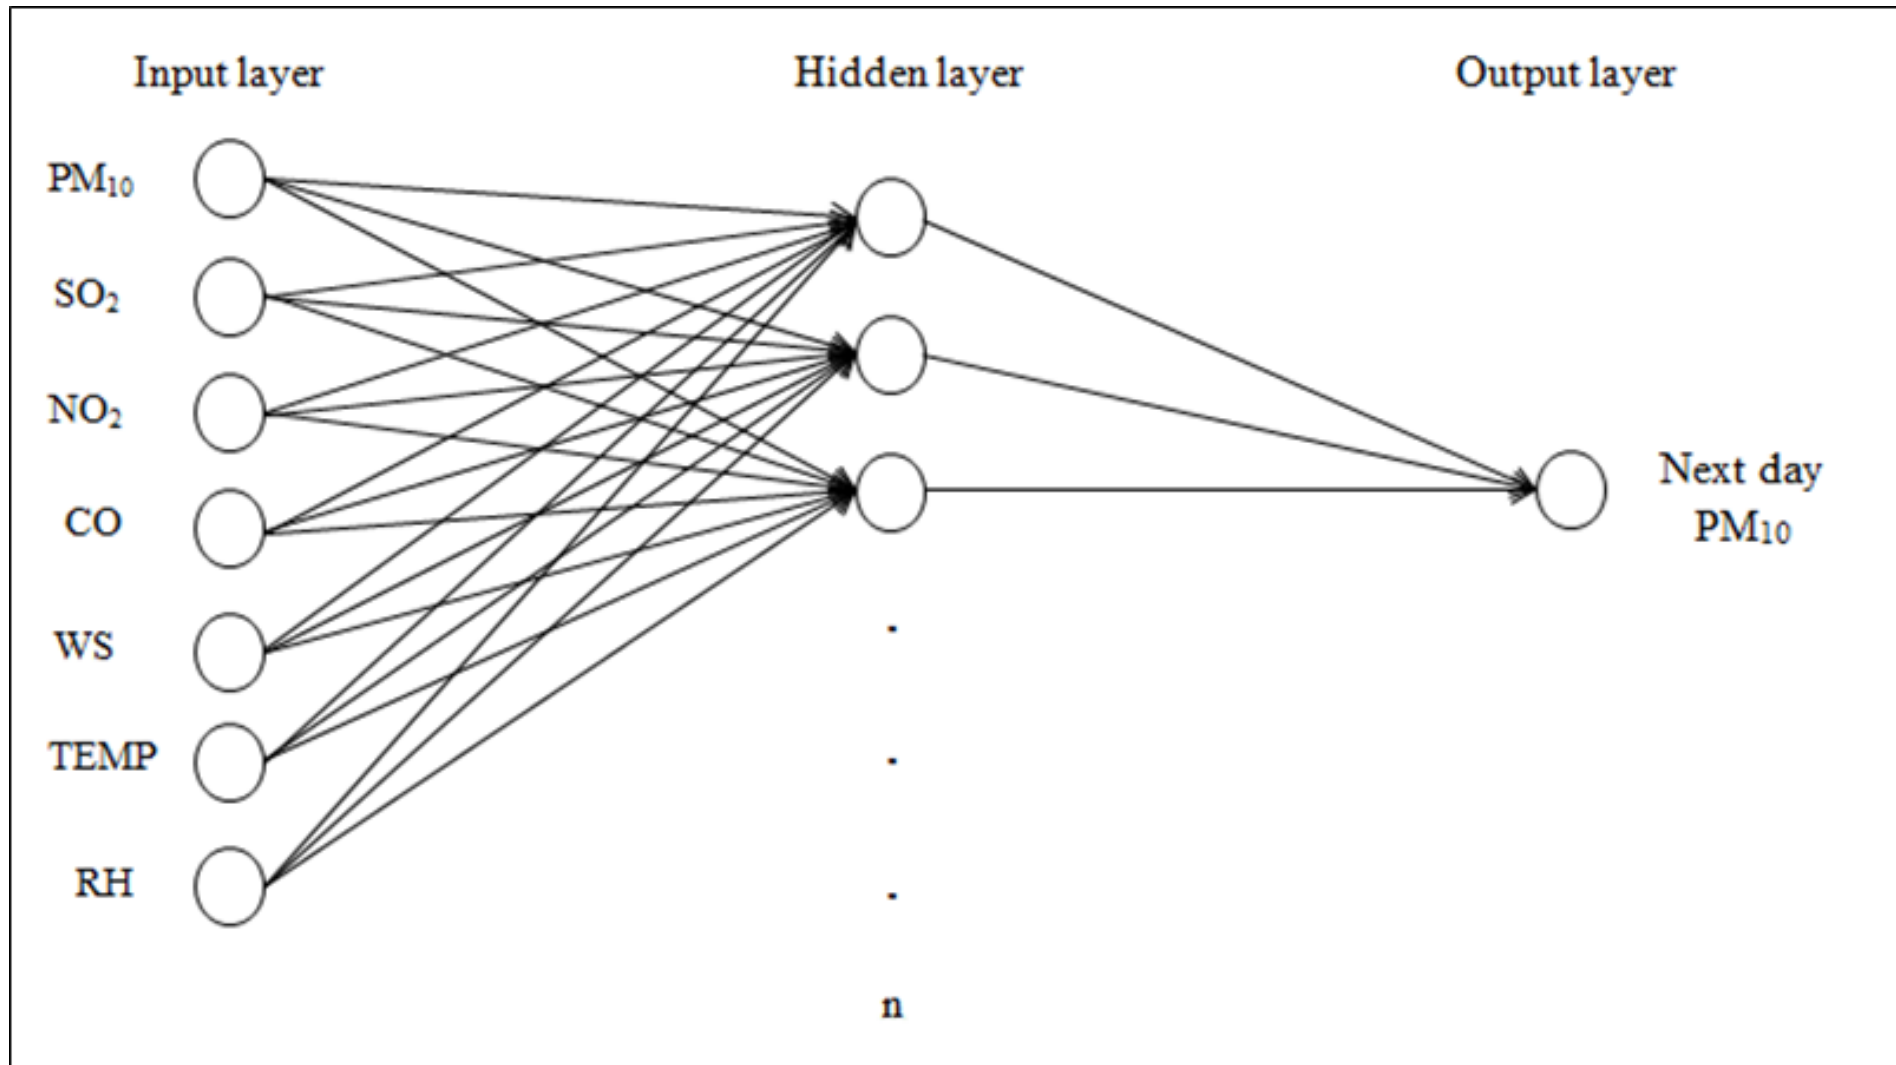 Input layer
Hidden layer
Output layer
PM₁₀
SO₂
NO₂
CO
WS
TEMP
RH
.
.
.
n
Next day
PM₁₀